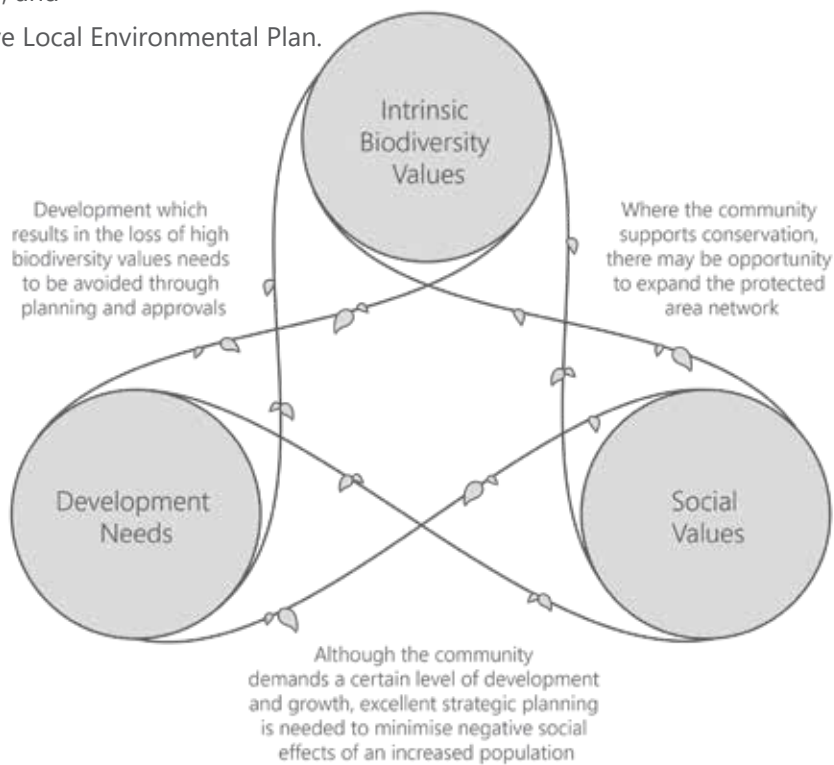 and
Local Environmental Plan.
Intrinsic
Biodiversity
Values
Development which
results in the loss of high
biodiversity values needs
to be avoided through
planning and approvals
Where the community
supports conservation,
there may be opportunity
to expand the protected
area network
Development
Needs
Social
Values
Although the community
demands a certain level of development
and growth, excellent strategic planning
is needed to minimise negative social
effects of an increased population